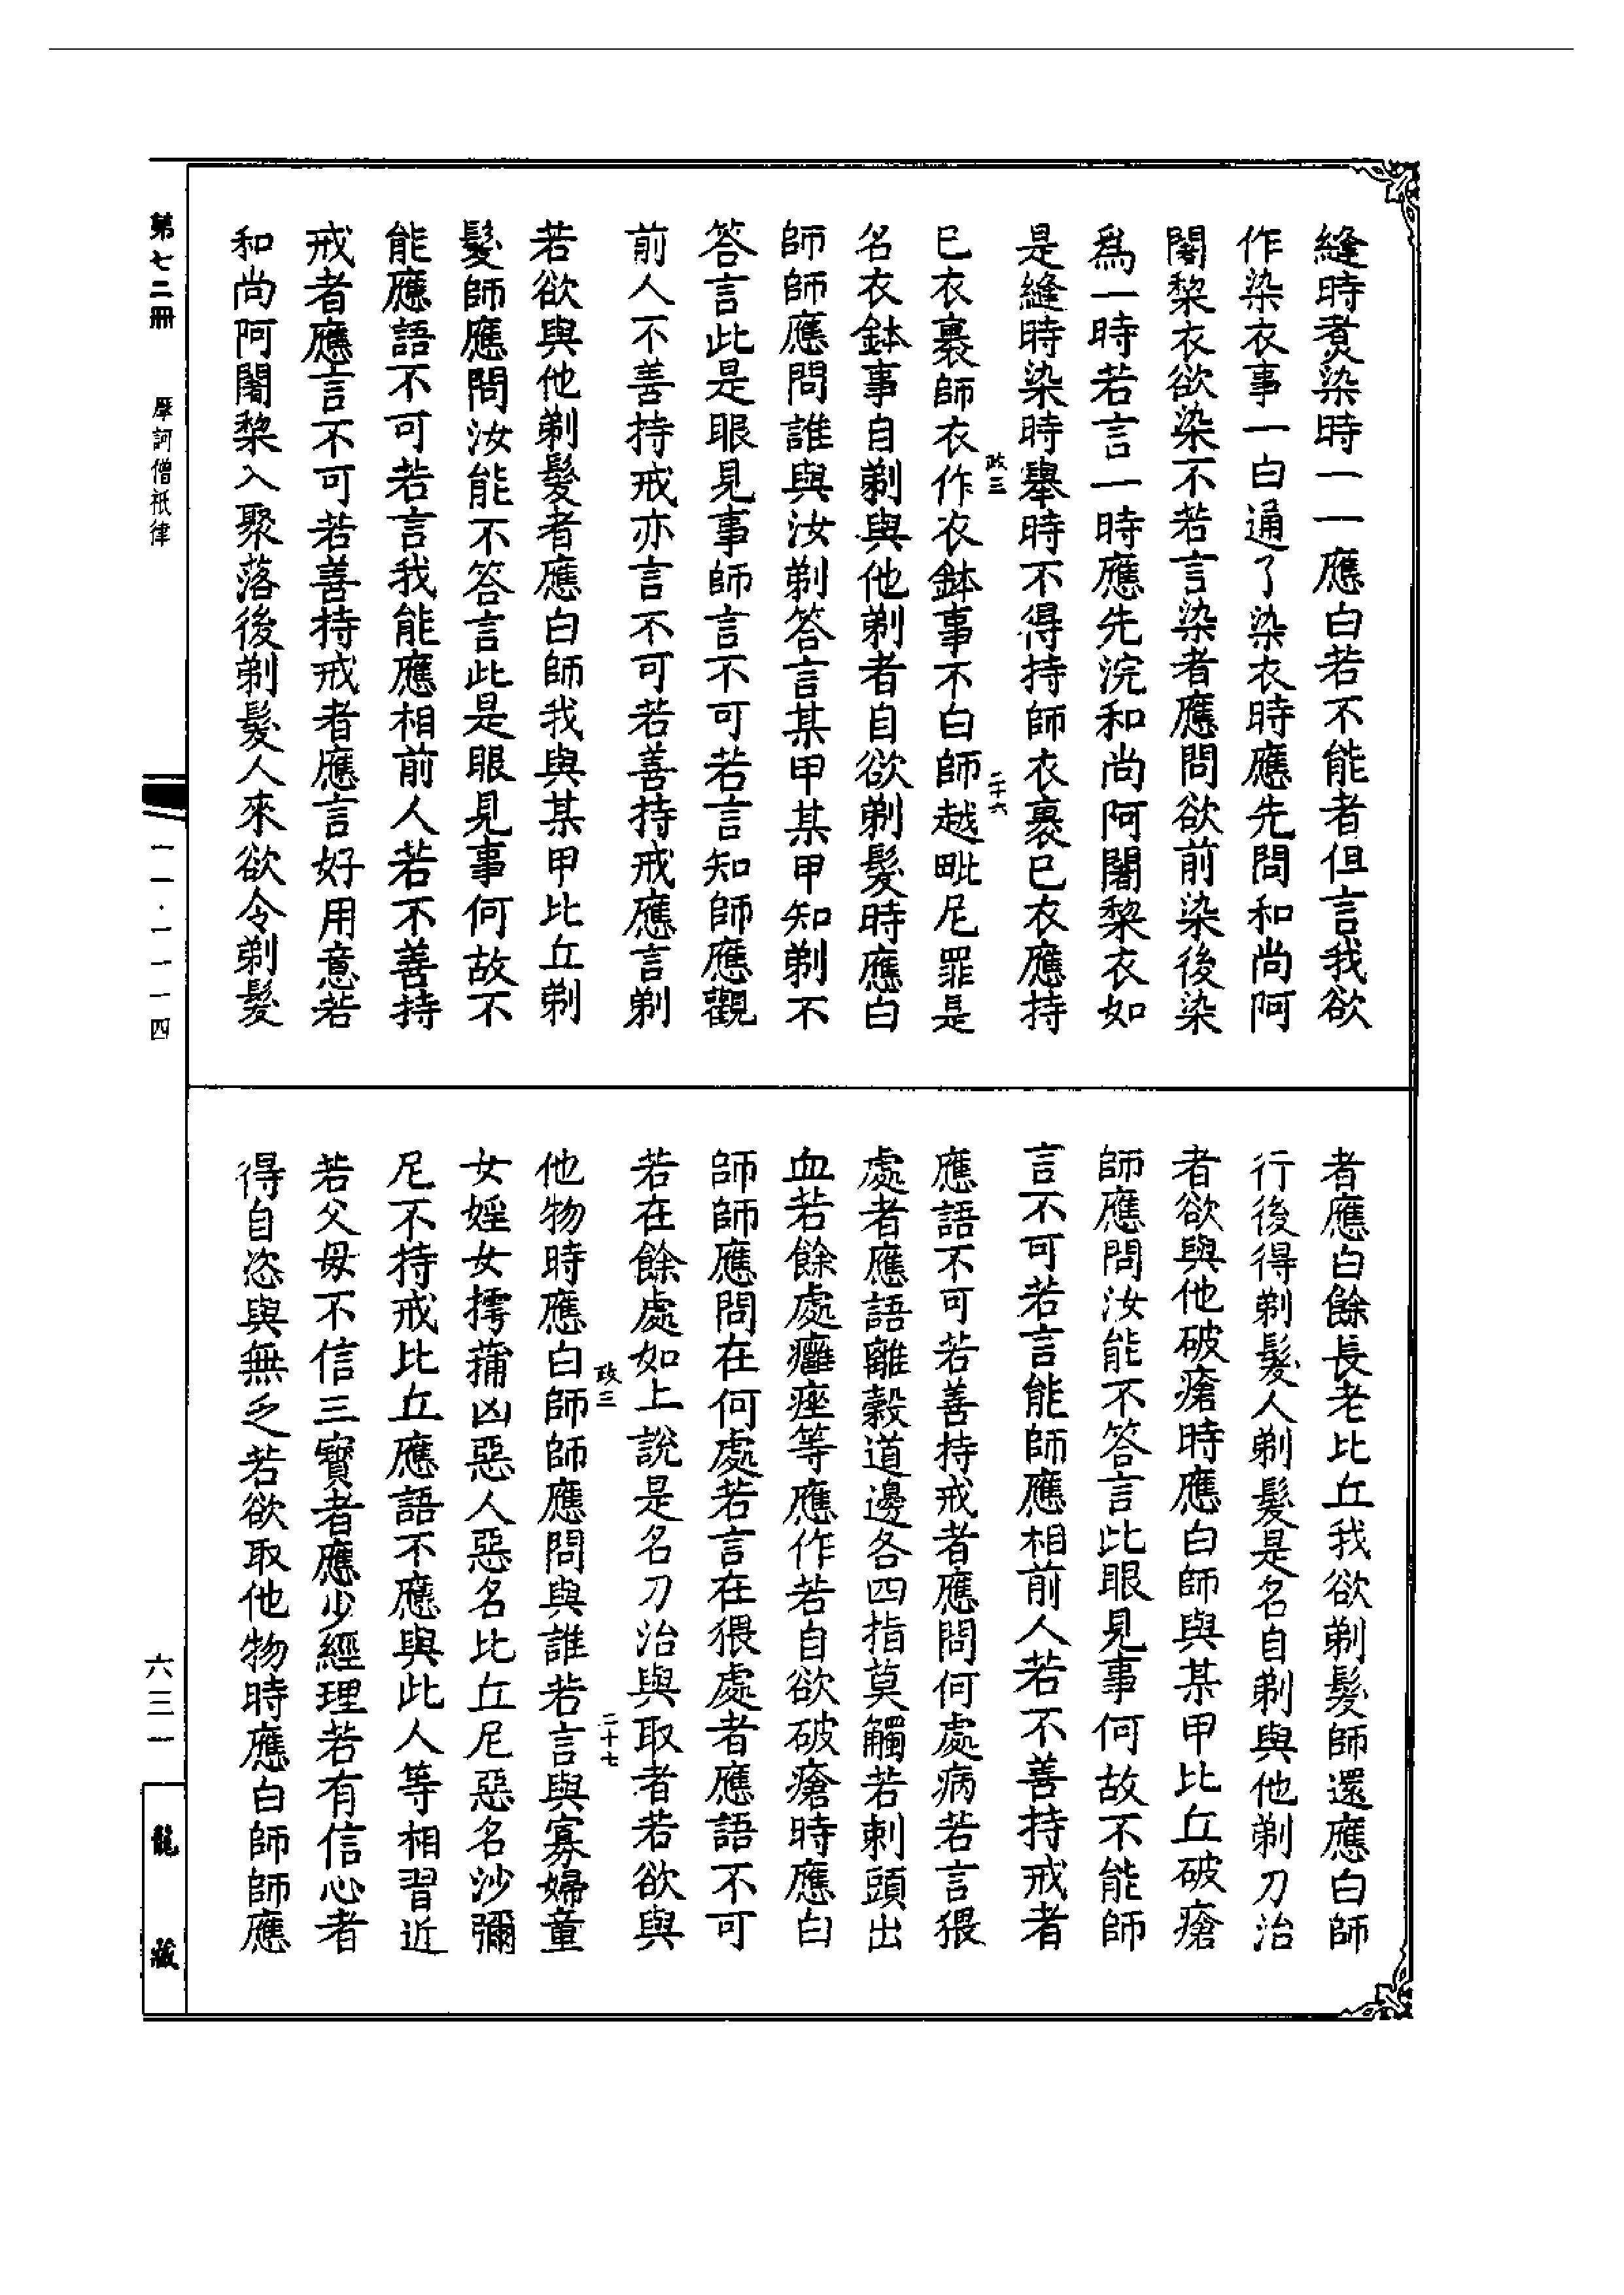 縫時煑染時一一應白若不能者但言我欲
作染衣事一白通了染衣時應先問和尚阿
闍黎衣欲染不若言染者應問欲前染後染
爲一時若言一時應先浣和尚阿闍黎衣如
是縫時染時舉時不得持師衣裹已衣應持
政三
二十六
已衣裹師衣作衣鉢事不白師越毗尼罪是
名衣鉢事自剃與他剃者自欲剃髮時應白
師師應問誰與汝剃答言某甲某甲知剃不
答言此是眼見事師言不可若言知師應觀
前人不善持戒亦言不可若善持戒應言剃
若欲與他剃髮者應白師我與某甲比丘剃
髮師應問汝能不答言此是眼見事何故不
能應語不可若言我能應相前人若不善持
戒者應言不可若善持戒者應言好用意若
和尚阿闍黎入聚落後剃髮人來欲令剃髮
者應白餘長老比丘我欲剃髮師還應白師
行後得剃髮人剃髮是名自剃與他剃刀治
者欲與他破瘡時應白師與某甲比丘破瘡
師應問汝能不答言此眼見事何故不能師
言不可若言能師應相前人若不善持戒者
應語不可若善持戒者應問何處病若言猥
處者應語離穀道邊各四指莫觸若刺頭出
血若餘處癰痤等應作若自欲破瘡時應白
師師應問在何處若言在猥處者應語不可
若在餘處如上說是名刀治與取者若欲與
政三
二十七
他物時應白師師應問與誰若言與寡婦童
女婬女摴蒱凶惡人惡名比丘尼惡名沙彌
尼不持戒比丘應語不應與此人等相習近
若父母不信三寶者應少經理若有信心者
得自恣與無乏若欲取他物時應白師師應
第七二冊
摩訶僧祇律
一一·一一一四
六三一
龍藏